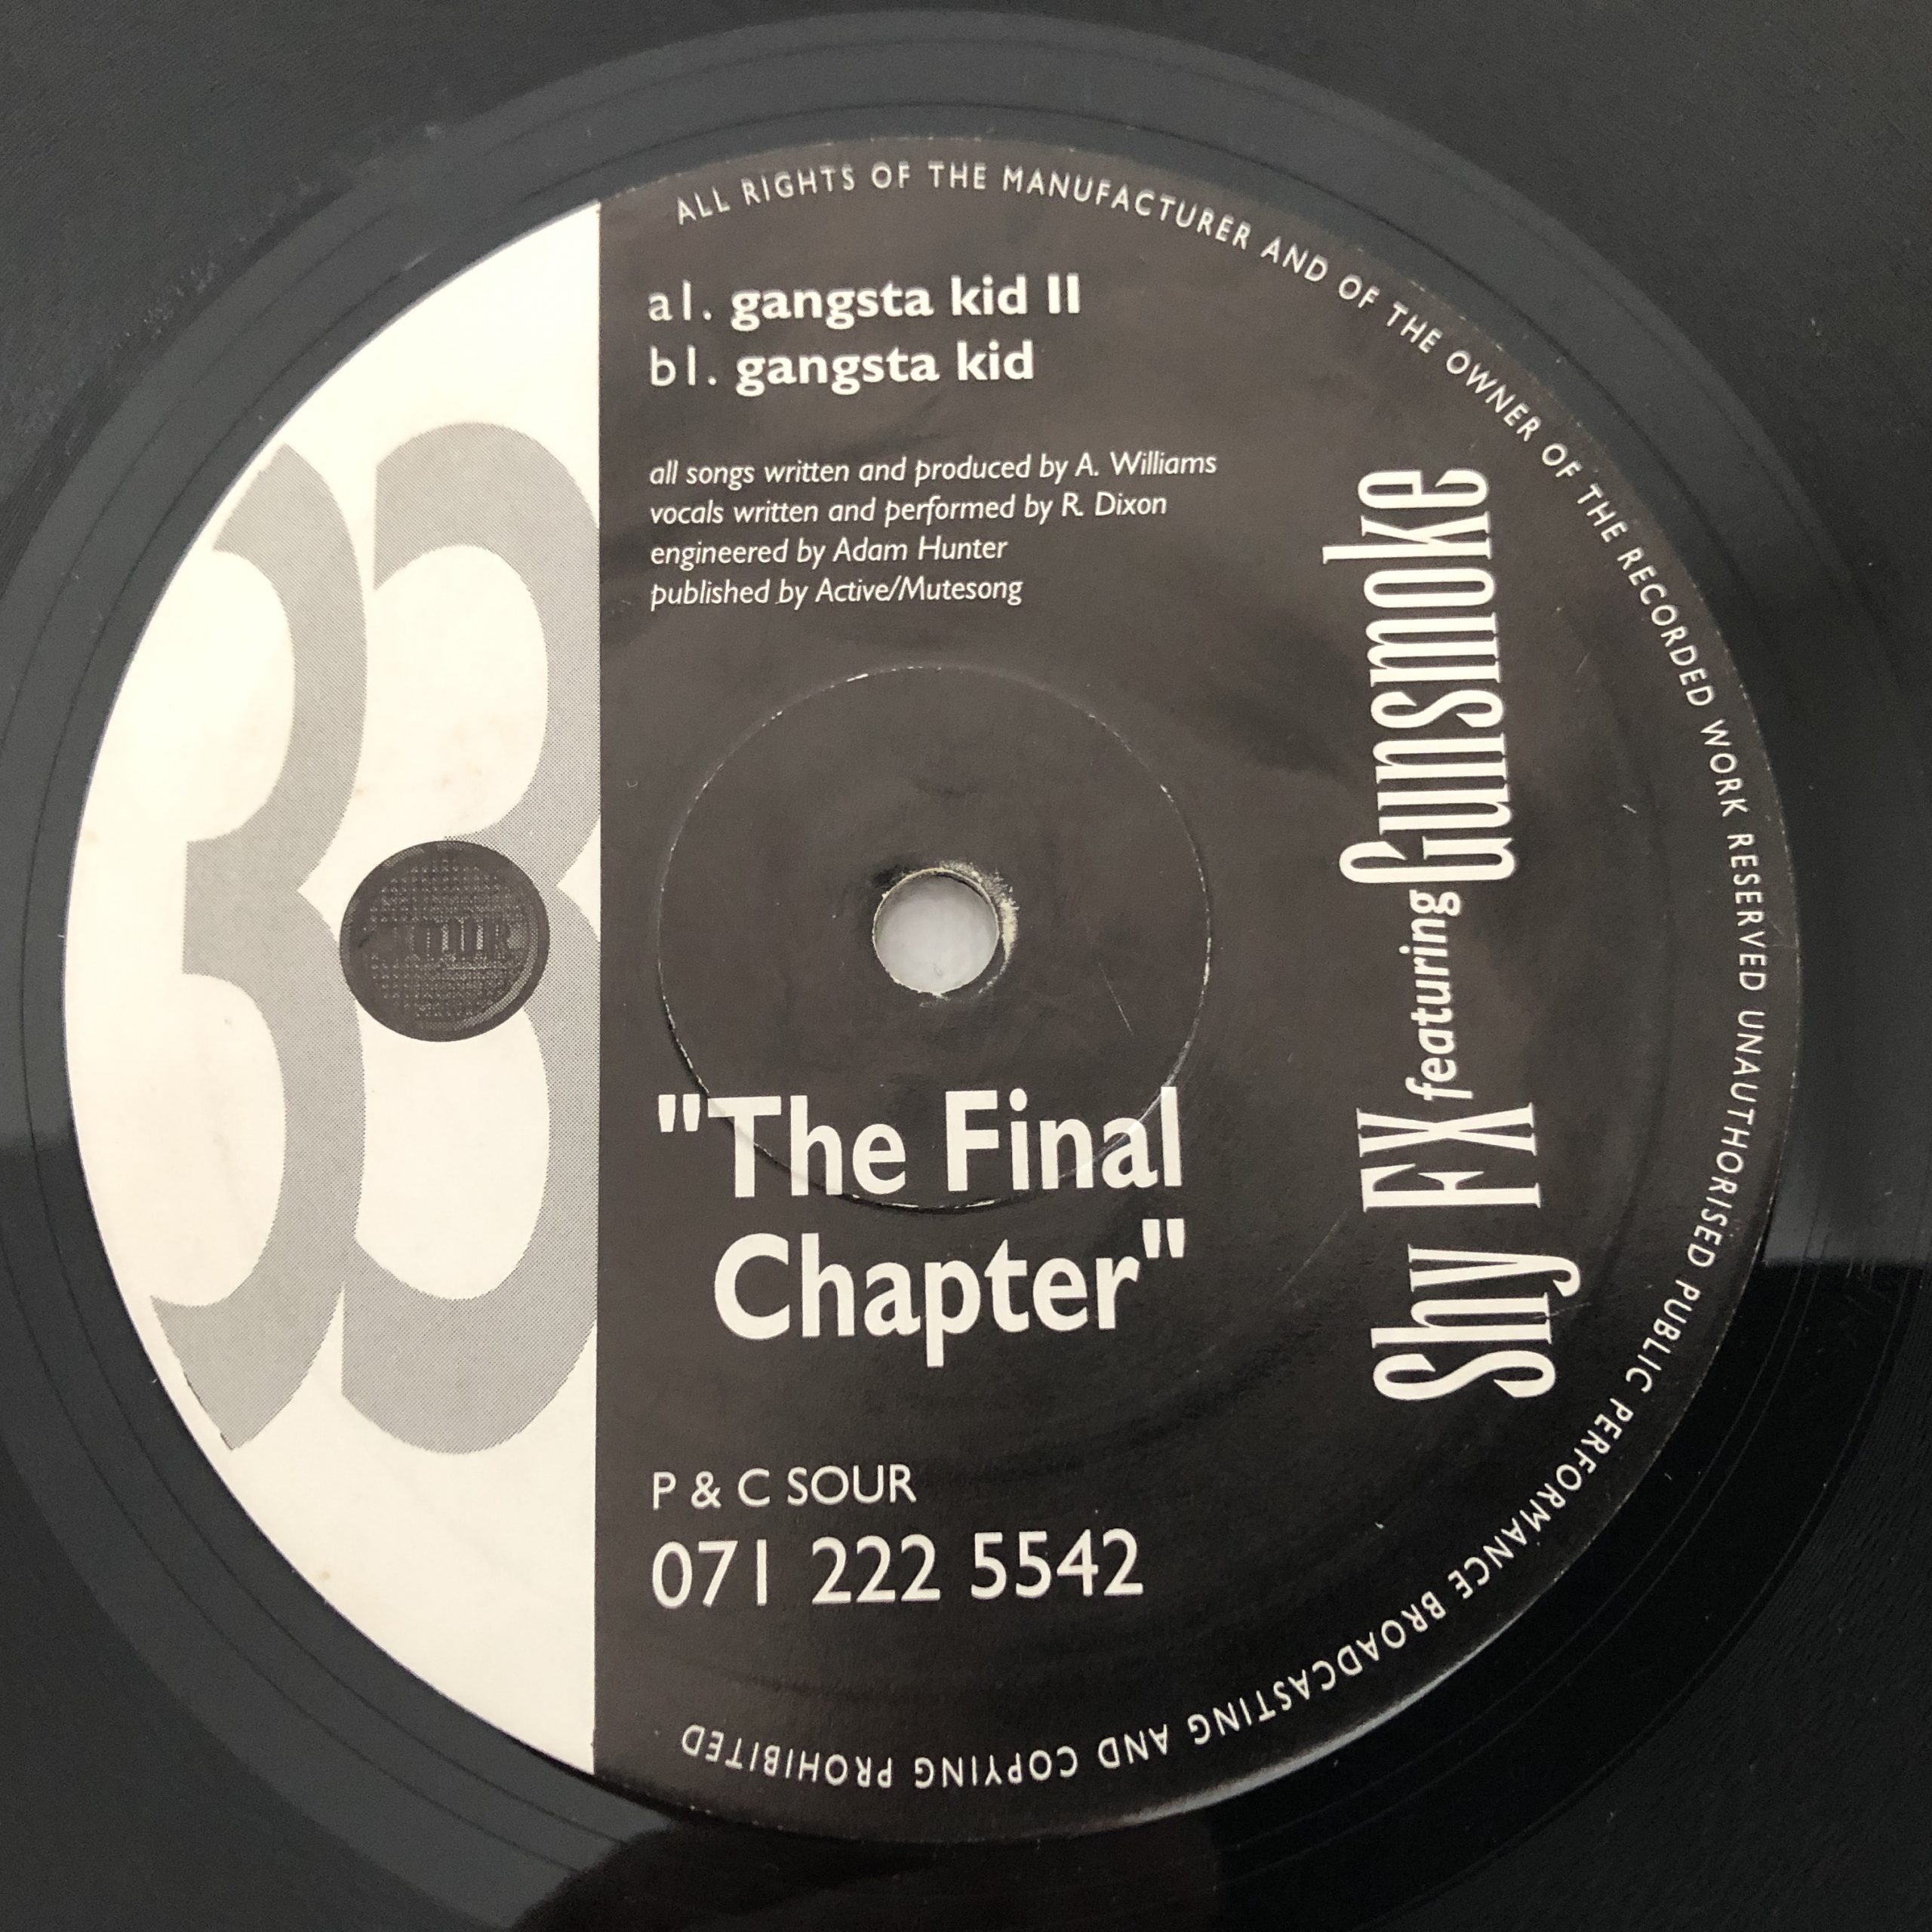 33
SOUR
ALL RIGHTS OF THE MANUFACTURER AND OF THE OWNER OF THE RECORDED WORK RESERVED UNAUTHORISED PUBLIC PERFORMANCE BROADCASTING AND COPYING PROHIBITED
a1. gangsta kid II
b1. gangsta kid
all songs written and produced by A. Williams
vocals written and performed by R. Dixon
engineered by Adam Hunter
published by Active/Mutesong
Shy FX featuring Gunsmoke
"The Final
Chapter"
P & C SOUR
071 222 5542